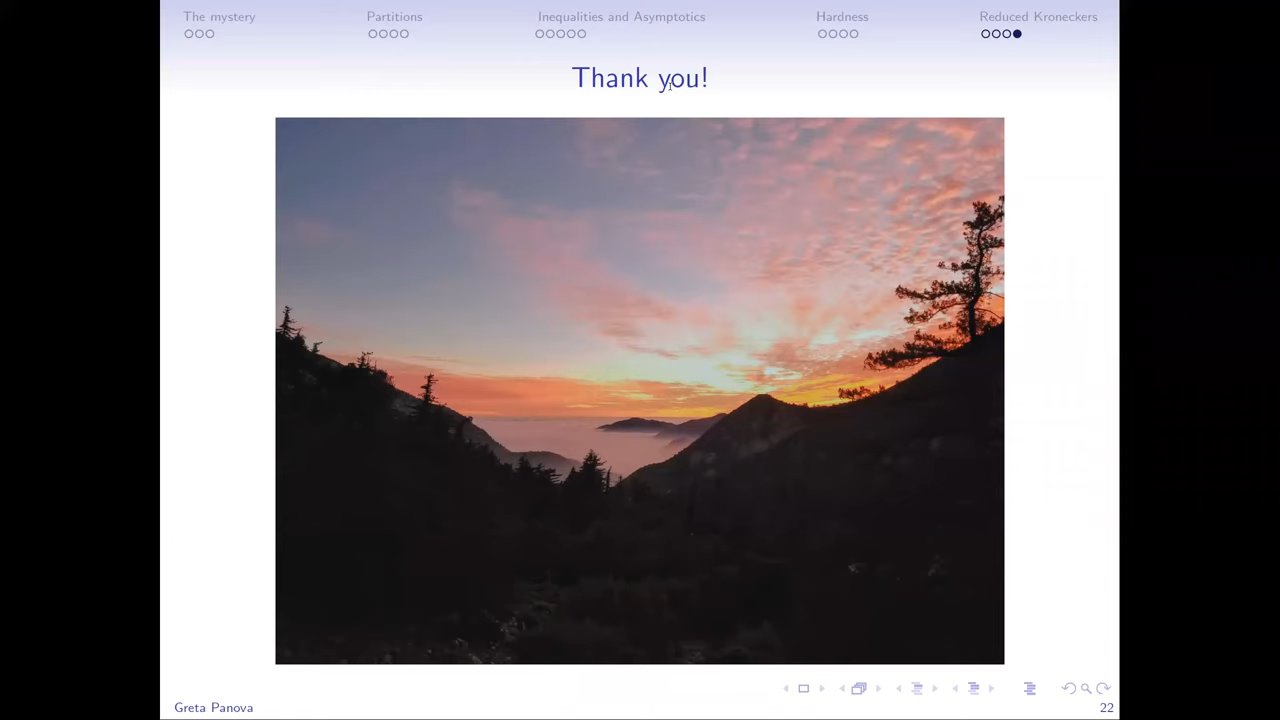 The mystery Partitions Inequalities and Asymptotics Hardness Reduced Kroneckers
Thank you!
Greta Panova 22